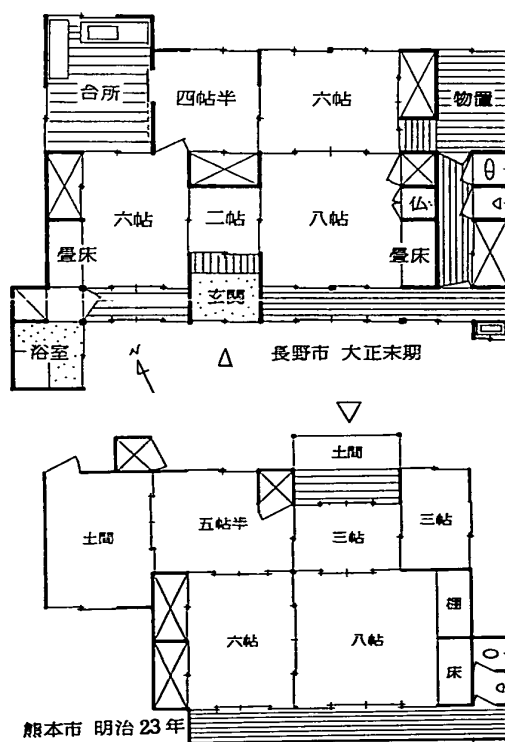 台所
四帖半
六帖
物置
六帖
二帖
八帖
仏
畳床
畳床
玄関
浴室
N
長野市 大正末期
土間
土間
五帖半
三帖
三帖
六帖
八帖
棚
床
熊本市 明治23年